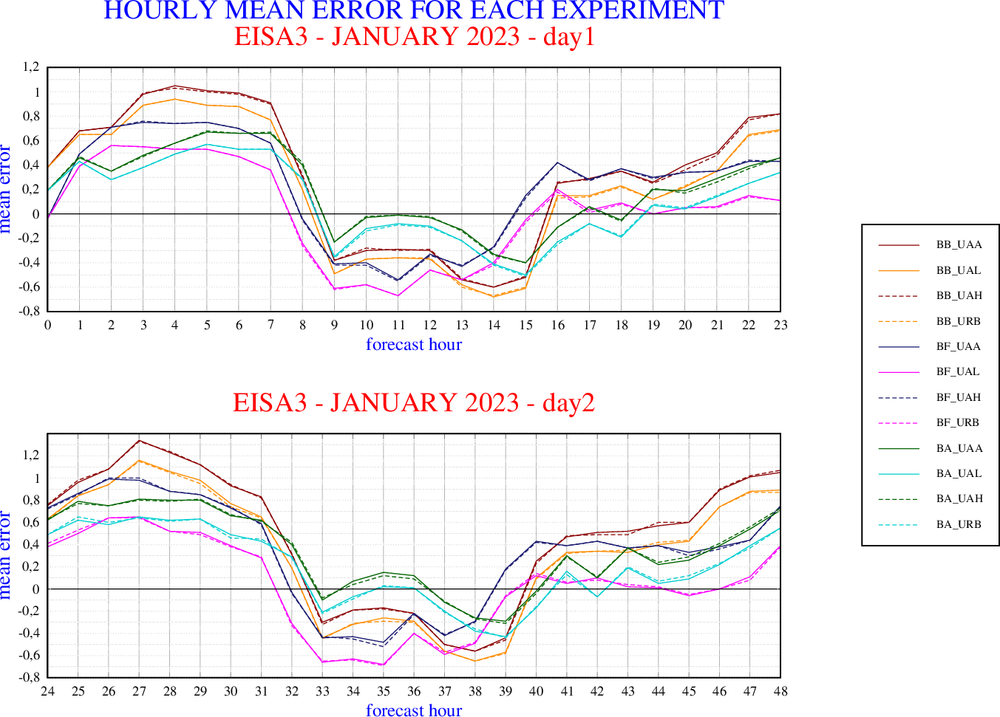 HOURLY MEAN ERROR FOR EACH EXPERIMENT
EISA3 - JANUARY 2023 - day1
mean error
1,2
1
0,8
0,6
0,4
0,2
0
-0,2
-0,4
-0,6
-0,8
0 1 2 3 4 5 6 7 8 9 10 11 12 13 14 15 16 17 18 19 20 21 22 23
forecast hour
EISA3 - JANUARY 2023 - day2
mean error
1,2
1
0,8
0,6
0,4
0,2
0
-0,2
-0,4
-0,6
-0,8
24 25 26 27 28 29 30 31 32 33 34 35 36 37 38 39 40 41 42 43 44 45 46 47 48
forecast hour
BB_UAA
BB_UAL
BB_UAH
BB_URB
BF_UAA
BF_UAL
BF_UAH
BF_URB
BA_UAA
BA_UAL
BA_UAH
BA_URB